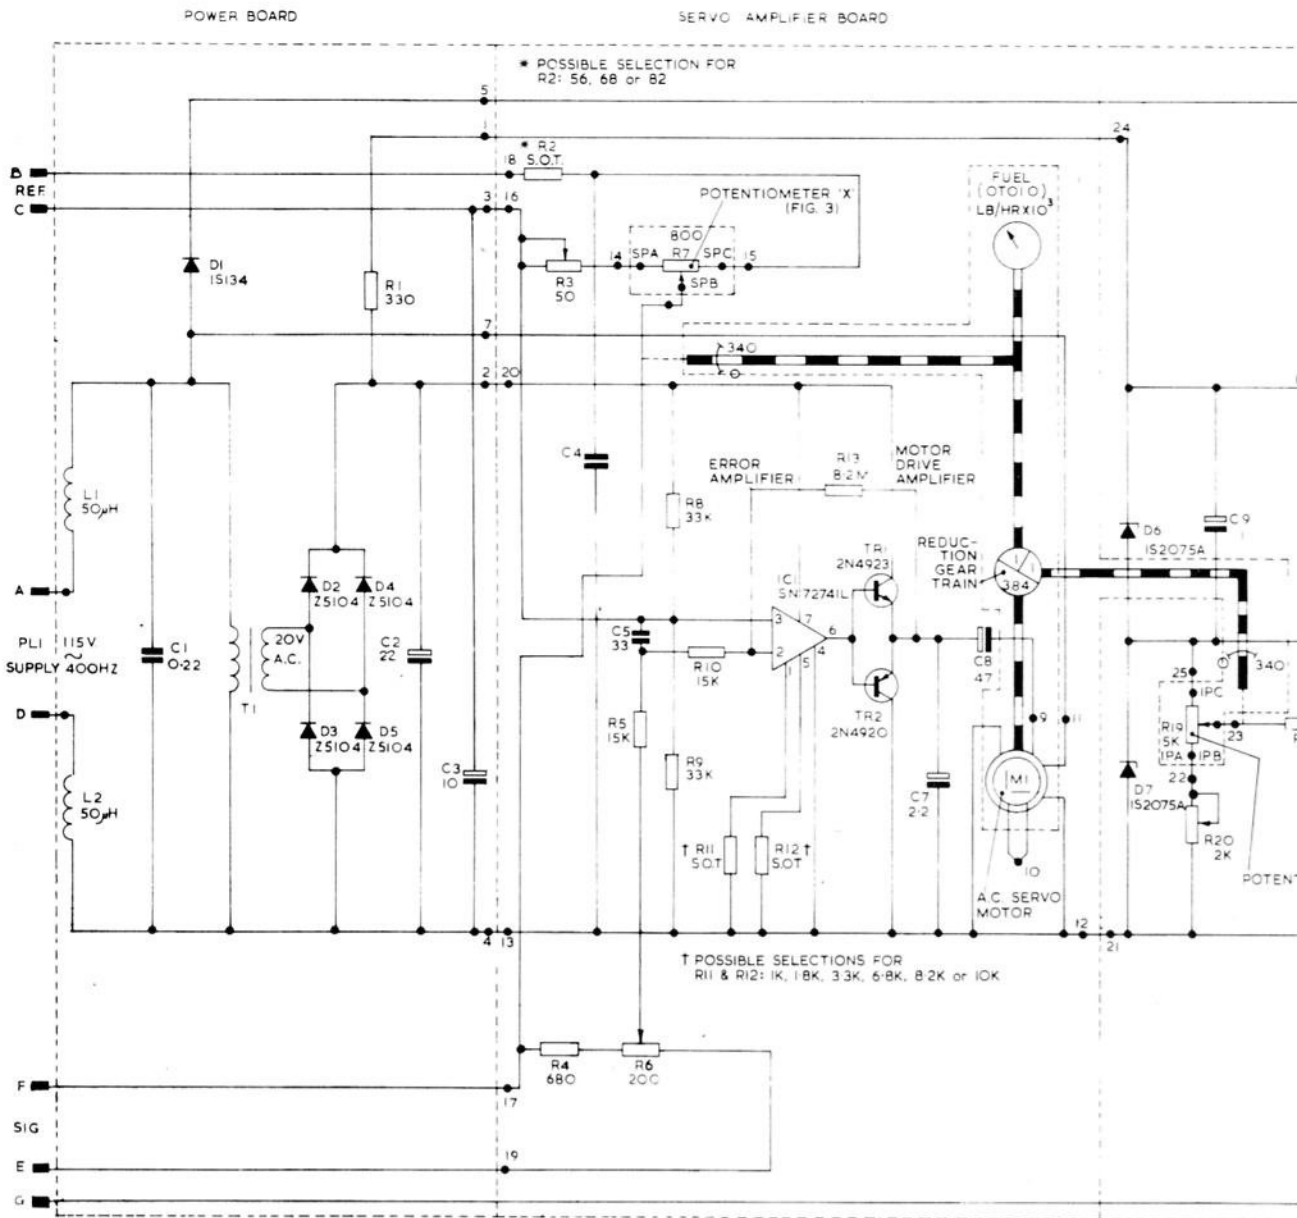 POWER BOARD
SERVO AMPLIFIER BOARD
* POSSIBLE SELECTION FOR
R2: 56, 68 or 82
5
1
24
* R2
S.O.T.
18
B
REF
C
3
16
POTENTIOMETER 'X'
(FIG. 3)
FUEL
(0TO10)
LB/HRX10³
800
14
SPA
R7
SPC
15
SPB
D1
IS134
R1
330
R3
50
7
340
O
2
20
C4
ERROR
AMPLIFIER
R13
8·2M
MOTOR
DRIVE
AMPLIFIER
L1
50µH
R8
33K
C9
D6
IS2075A
TR1
2N4923
REDUC-
TION
GEAR
TRAIN
1
384
A
D2
Z5104
D4
Z5104
IC1
SN72741L
PL1
SUPPLY
115V
~
400HZ
C1
0·22
20V
A.C.
C2
22
C5
33
3
7
6
2
5
4
1
R10
15K
C8
47
O
340
T1
25
1PC
D
TR2
2N4920
9
11
R5
15K
R19
5K
23
D3
Z5104
D5
Z5104
R9
33K
1PA
1PB
C3
10
M1
22
D7
IS2075A
L2
50µH
C7
2·2
† R11
S.O.T
R12 †
S.O.T
R20
2K
10
POTENT
A.C. SERVO
MOTOR
4
13
12
21
† POSSIBLE SELECTIONS FOR
R11 & R12: 1K, 1·8K, 3·3K, 6·8K, 8·2K or 10K
R4
680
R6
200
F
17
SIG
E
19
G